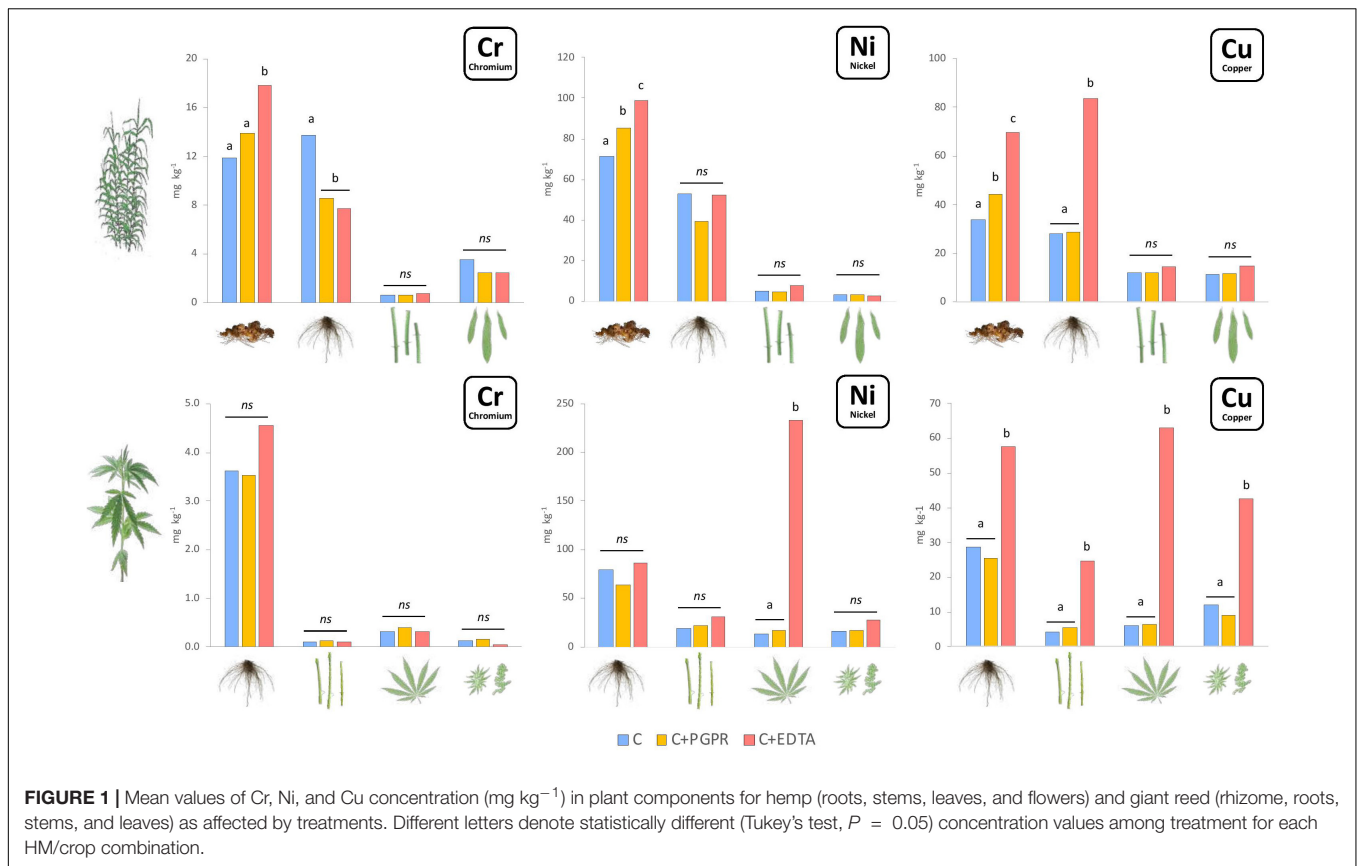 Cr
Chromium
20
16
12
8
4
0
mg kg-1
a
a
b
a
b
ns
ns
Ni
Nickel
120
100
80
60
40
20
0
mg kg-1
a
b
c
ns
ns
ns
Cu
Copper
100
80
60
40
20
0
mg kg-1
a
b
c
a
b
ns
ns
Cr
Chromium
5.0
4.0
3.0
2.0
1.0
0.0
mg kg-1
ns
ns
ns
ns
Ni
Nickel
250
200
150
100
50
0
mg kg-1
ns
ns
a
b
ns
Cu
Copper
70
60
50
40
30
20
10
0
mg kg-1
a
b
a
b
a
b
a
b
C C+PGPR C+EDTA
FIGURE 1 | Mean values of Cr, Ni, and Cu concentration (mg kg−1) in plant components for hemp (roots, stems, leaves, and flowers) and giant reed (rhizome, roots,
stems, and leaves) as affected by treatments. Different letters denote statistically different (Tukey's test, P = 0.05) concentration values among treatment for each
HM/crop combination.